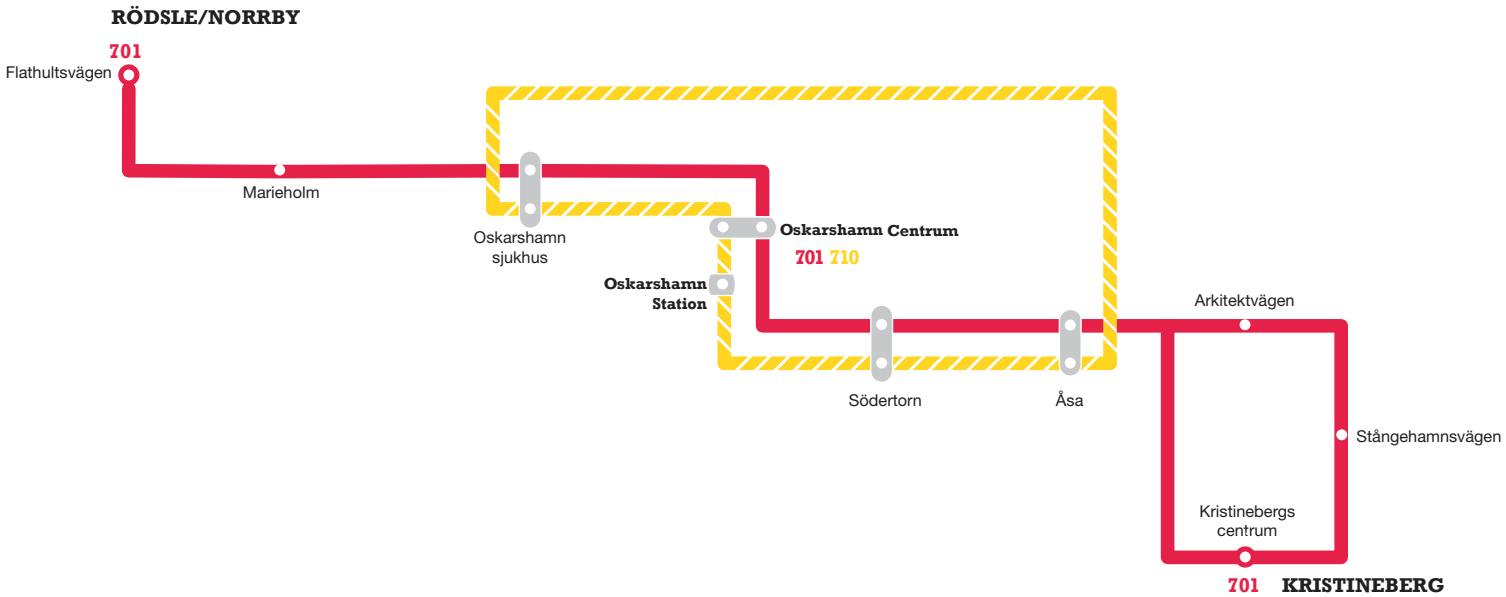 RÖDSLE/NORRBY
701
Flathultsvägen
Marieholm
Oskarshamn
sjukhus
Oskarshamn Centrum
701 710
Oskarshamn
Station
Södertorn
Åsa
Arkitektvägen
Stångehamnsvägen
Kristinebergs
centrum
701 KRISTINEBERG